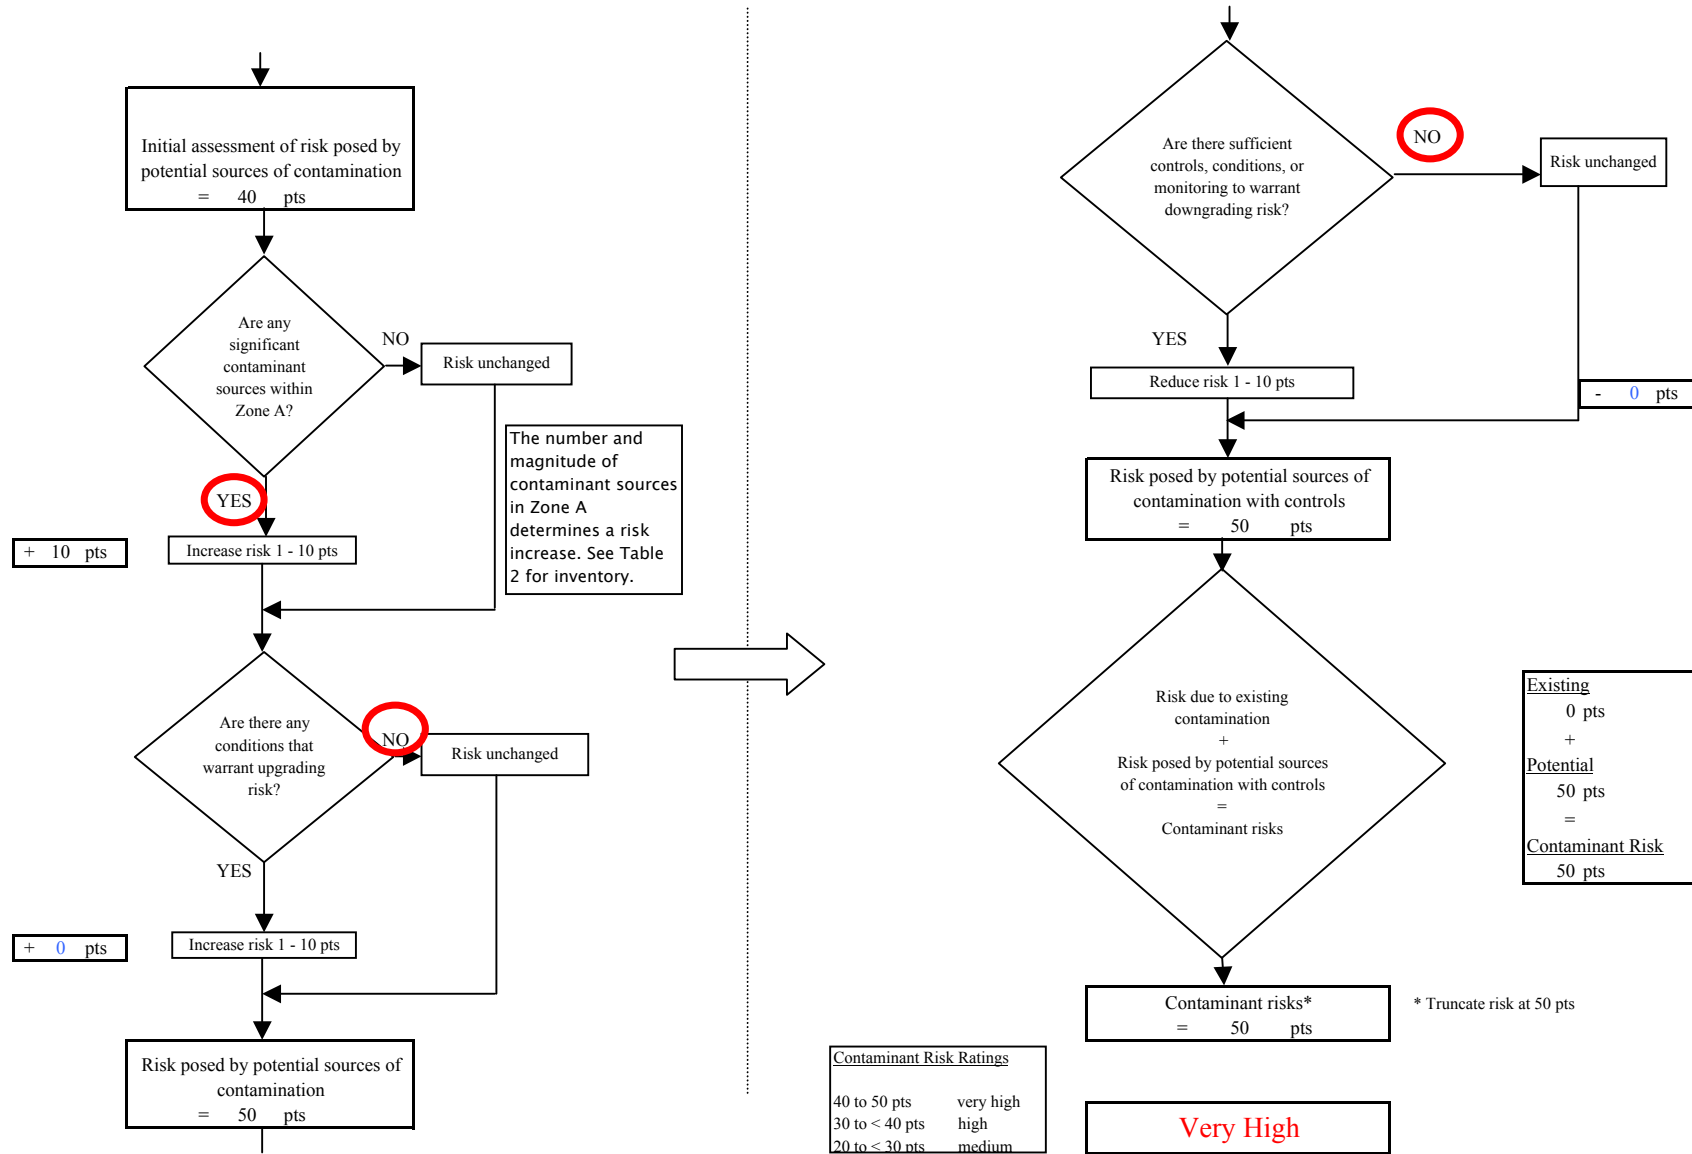 Initial assessment of risk posed by
potential sources of contamination
= 40 pts
Are any
significant
contaminant
sources within
Zone A?
NO
Risk unchanged
The number and
magnitude of
contaminant sources
in Zone A
determines a risk
increase. See Table
2 for inventory.
YES
+ 10 pts
Increase risk 1 - 10 pts
Are there any
conditions that
warrant upgrading
risk?
NO
Risk unchanged
YES
+ 0 pts
Increase risk 1 - 10 pts
Risk posed by potential sources of
contamination
= 50 pts
Are there sufficient
controls, conditions, or
monitoring to warrant
downgrading risk?
NO
Risk unchanged
YES
Reduce risk 1 - 10 pts
- 0 pts
Risk posed by potential sources of
contamination with controls
= 50 pts
Risk due to existing
contamination
+
Risk posed by potential sources
of contamination with controls
=
Contaminant risks
Existing
0 pts
+
Potential
50 pts
=
Contaminant Risk
50 pts
Contaminant risks*
= 50 pts
* Truncate risk at 50 pts
Contaminant Risk Ratings
40 to 50 pts very high
30 to < 40 pts high
20 to < 30 pts medium
Very High